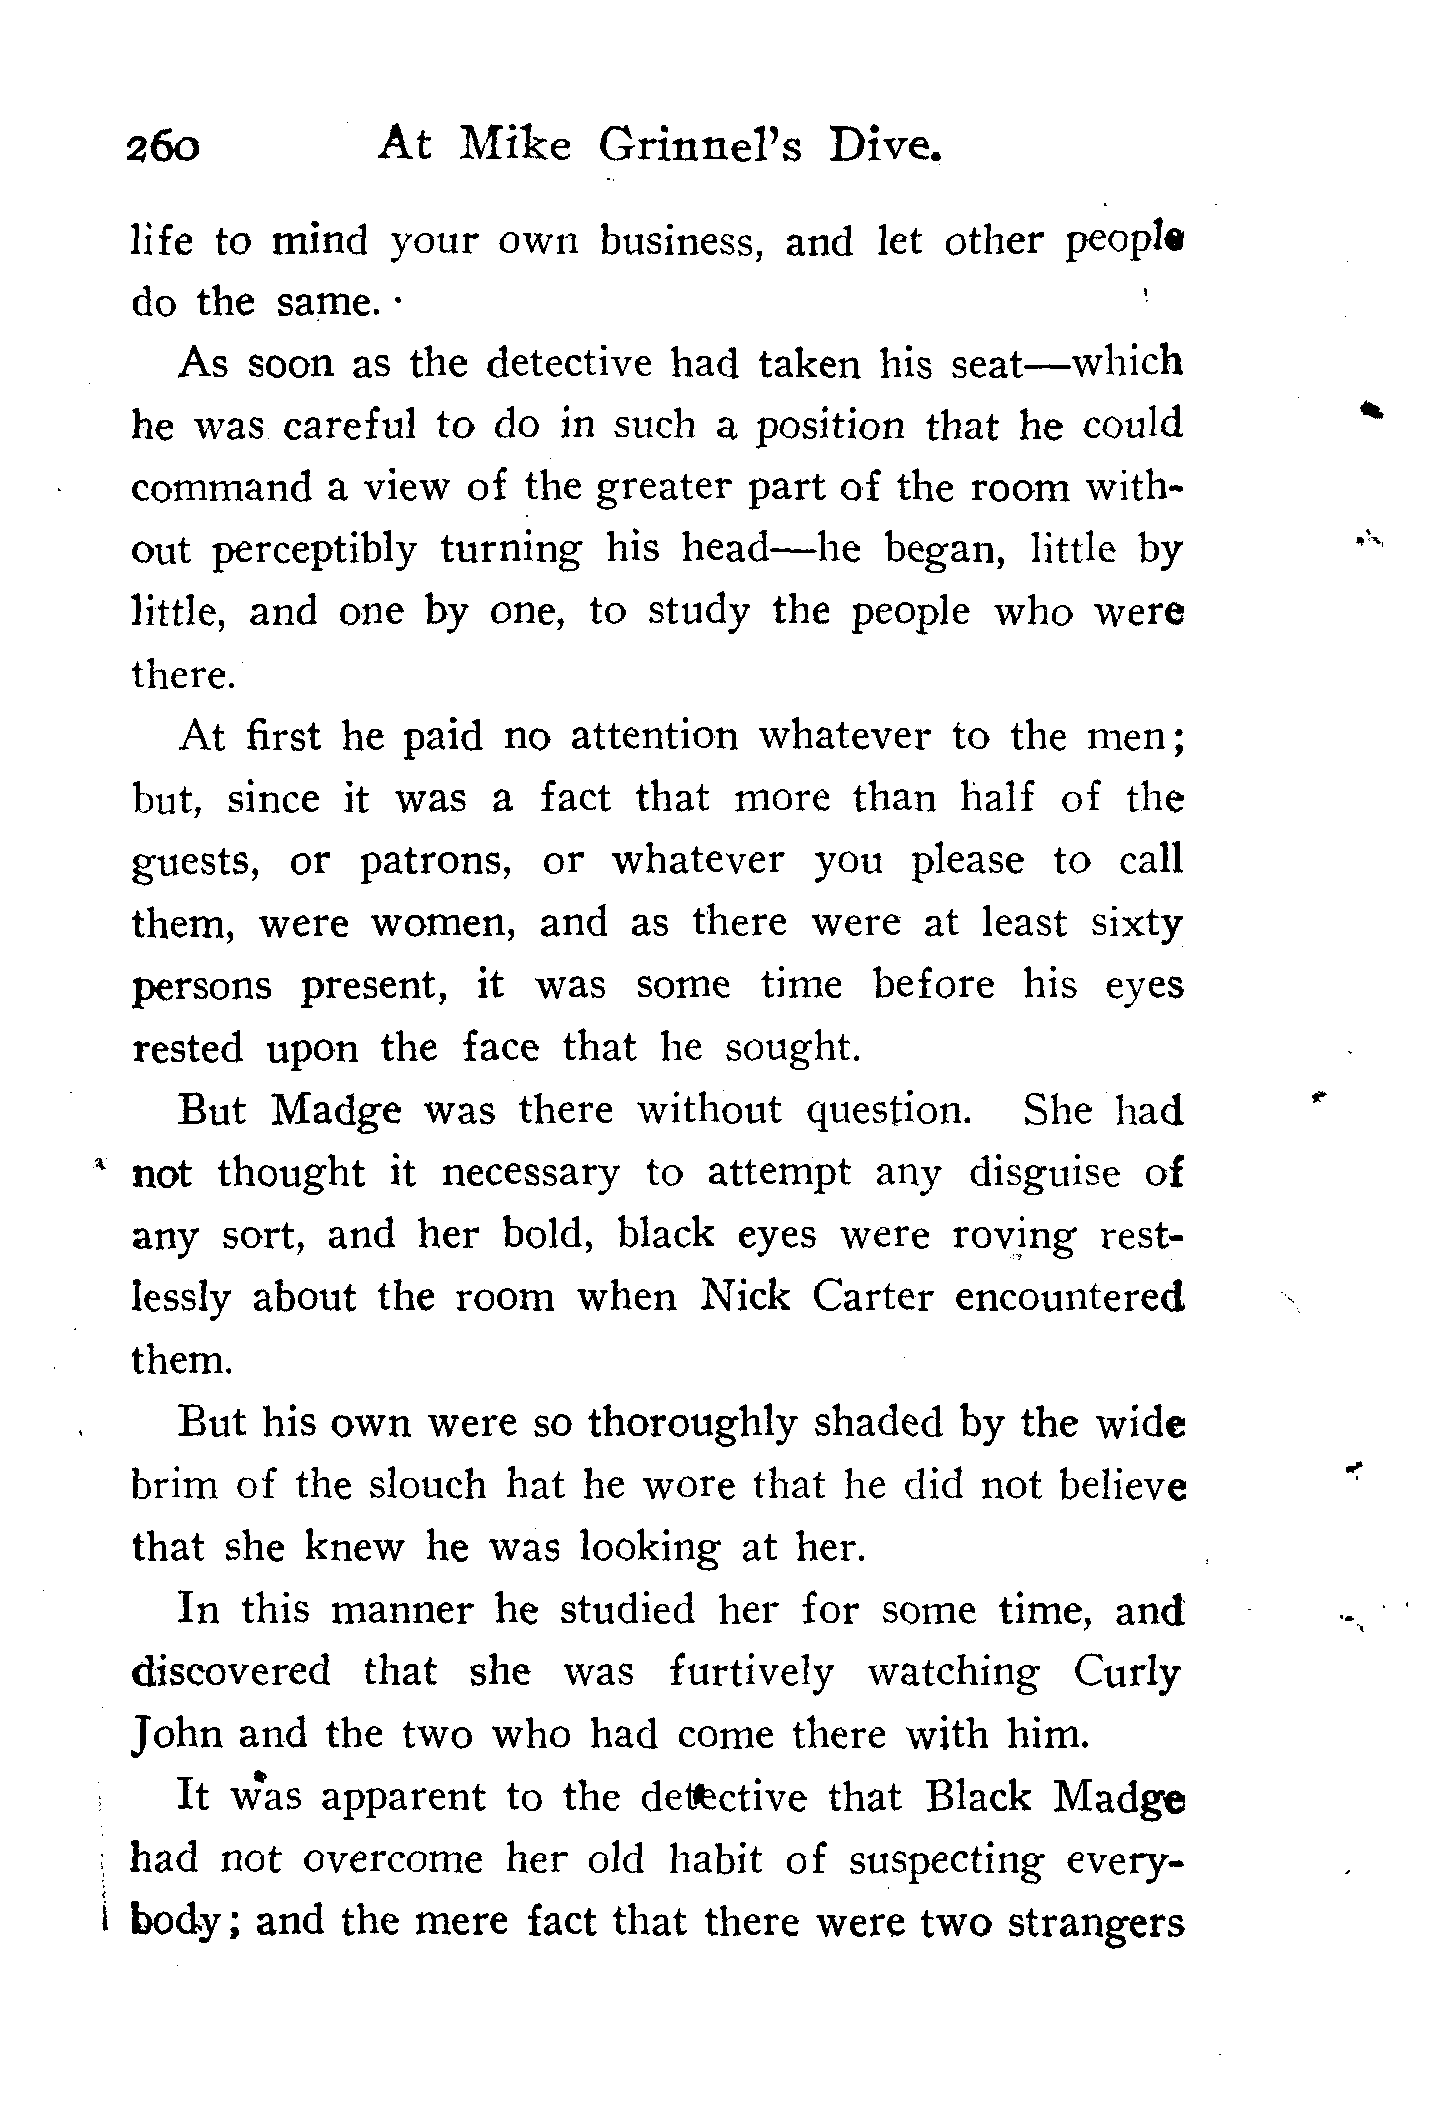 260 At Mike Grinnel's Dive.
life to mind your own business, and let other people
do the same.
As soon as the detective had taken his seat—which
he was careful to do in such a position that he could
command a view of the greater part of the room with-
out perceptibly turning his head—he began, little by
little, and one by one, to study the people who were
there.
At first he paid no attention whatever to the men;
but, since it was a fact that more than half of the
guests, or patrons, or whatever you please to call
them, were women, and as there were at least sixty
persons present, it was some time before his eyes
rested upon the face that he sought.
But Madge was there without question. She had
not thought it necessary to attempt any disguise of
any sort, and her bold, black eyes were roving rest-
lessly about the room when Nick Carter encountered
them.
But his own were so thoroughly shaded by the wide
brim of the slouch hat he wore that he did not believe
that she knew he was looking at her.
In this manner he studied her for some time, and
discovered that she was furtively watching Curly
John and the two who had come there with him.
It was apparent to the detective that Black Madge
had not overcome her old habit of suspecting every-
body; and the mere fact that there were two strangers